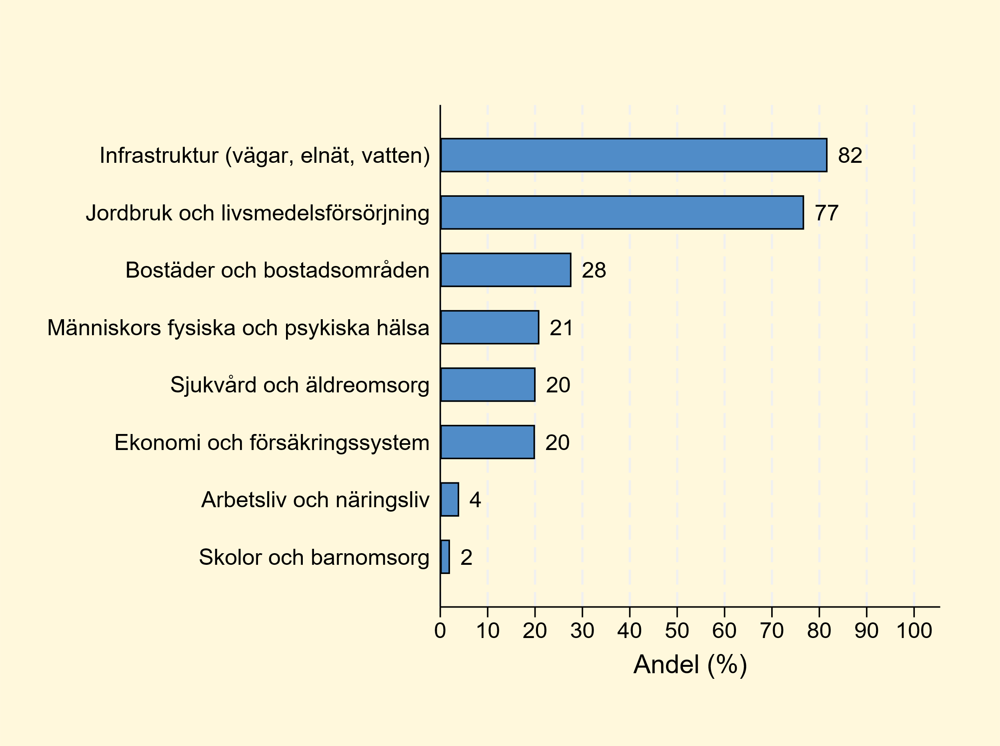 Infrastruktur (vägar, elnät, vatten) 82
Jordbruk och livsmedelsförsörjning 77
Bostäder och bostadsområden 28
Människors fysiska och psykiska hälsa 21
Sjukvård och äldreomsorg 20
Ekonomi och försäkringssystem 20
Arbetsliv och näringsliv 4
Skolor och barnomsorg 2
0 10 20 30 40 50 60 70 80 90 100
Andel (%)